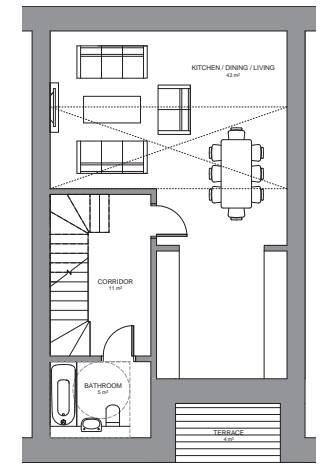 KITCHEN / DINING / LIVING
43 m²
CORRIDOR
11 m²
BATHROOM
5 m²
TERRACE
4 m²